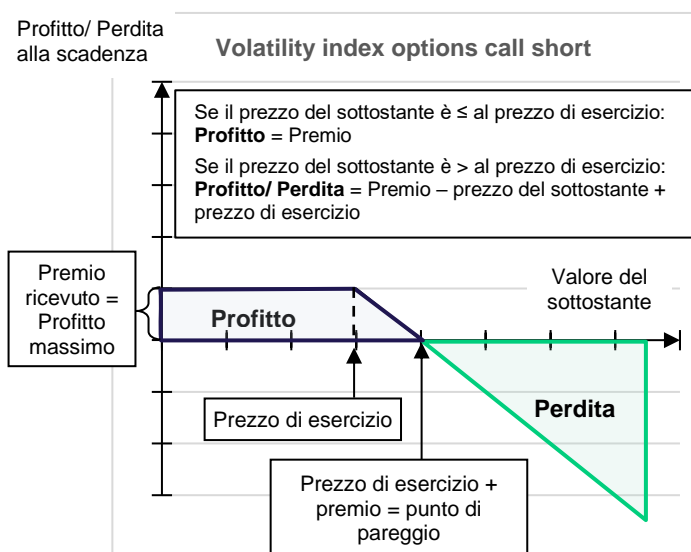 Profitto/ Perdita
alla scadenza
Volatility index options call short
Se il prezzo del sottostante è ≤ al prezzo di esercizio:
Profitto = Premio
Se il prezzo del sottostante è > al prezzo di esercizio:
Profitto/ Perdita = Premio – prezzo del sottostante +
prezzo di esercizio
Premio
ricevuto =
Profitto
massimo
Profitto
Valore del
sottostante
Prezzo di esercizio
Perdita
Prezzo di esercizio +
premio = punto di
pareggio